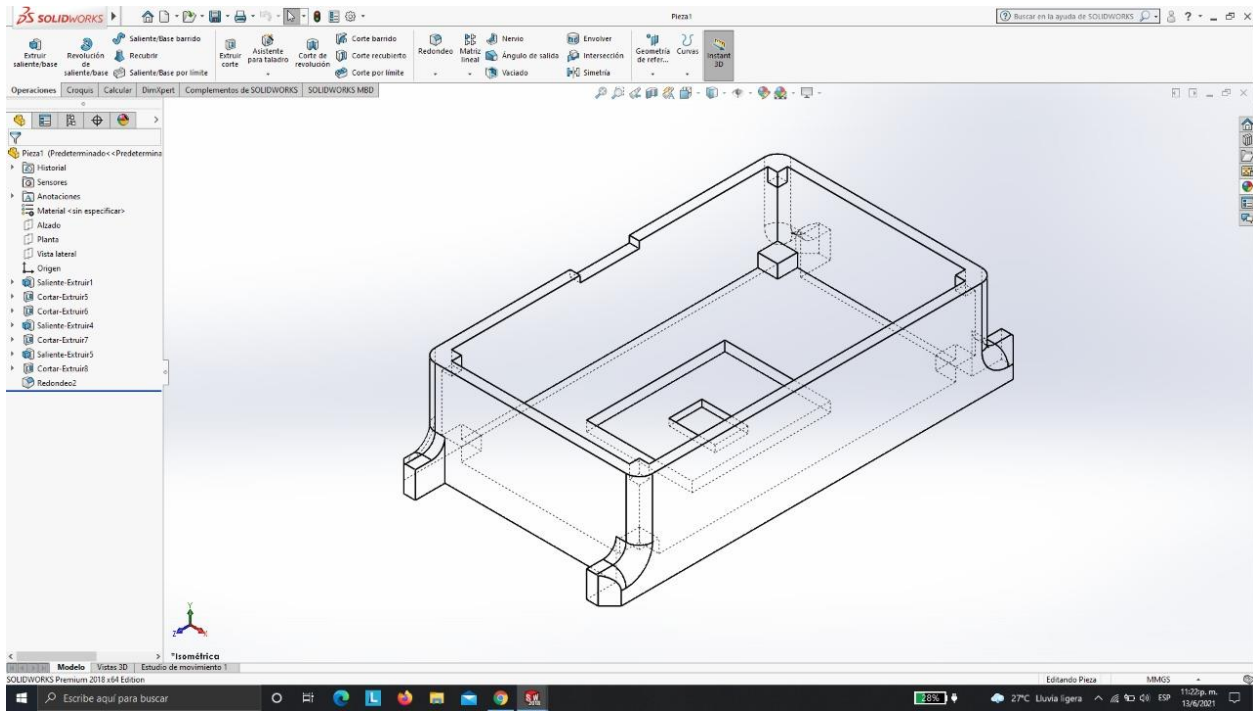 SOLIDWORKS
Pieza1
Buscar en la ayuda de SOLIDWORKS
Extruir saliente/base
Revolución de saliente/base
Saliente/Base barrido
Recubrir
Saliente/Base por límite
Extruir corte
Asistente para taladro
Corte de revolución
Corte barrido
Corte recubierto
Corte por límite
Redondeo
Matriz lineal
Nervio
Ángulo de salida
Vaciado
Envolver
Intersección
Simetría
Geometría de refer...
Curvas
Instant 3D
Operaciones Croquis Calcular DimXpert Complementos de SOLIDWORKS SOLIDWORKS MBD
Pieza1 (Predeterminado<<Predetermina
Historial
Sensores
Anotaciones
Material <sin especificar>
Alzado
Planta
Vista lateral
Origen
Saliente-Extruir1
Cortar-Extruir5
Cortar-Extruir6
Saliente-Extruir4
Cortar-Extruir7
Saliente-Extruir5
Cortar-Extruir8
Redondeo2
Y
Z
X
*Isométrica
Modelo Vistas 3D Estudio de movimiento 1
SOLIDWORKS Premium 2018 x64 Edition
Editando Pieza
MMGS
Escribe aquí para buscar
28%
27°C Lluvia ligera
ESP
11:22 p. m.
13/6/2021